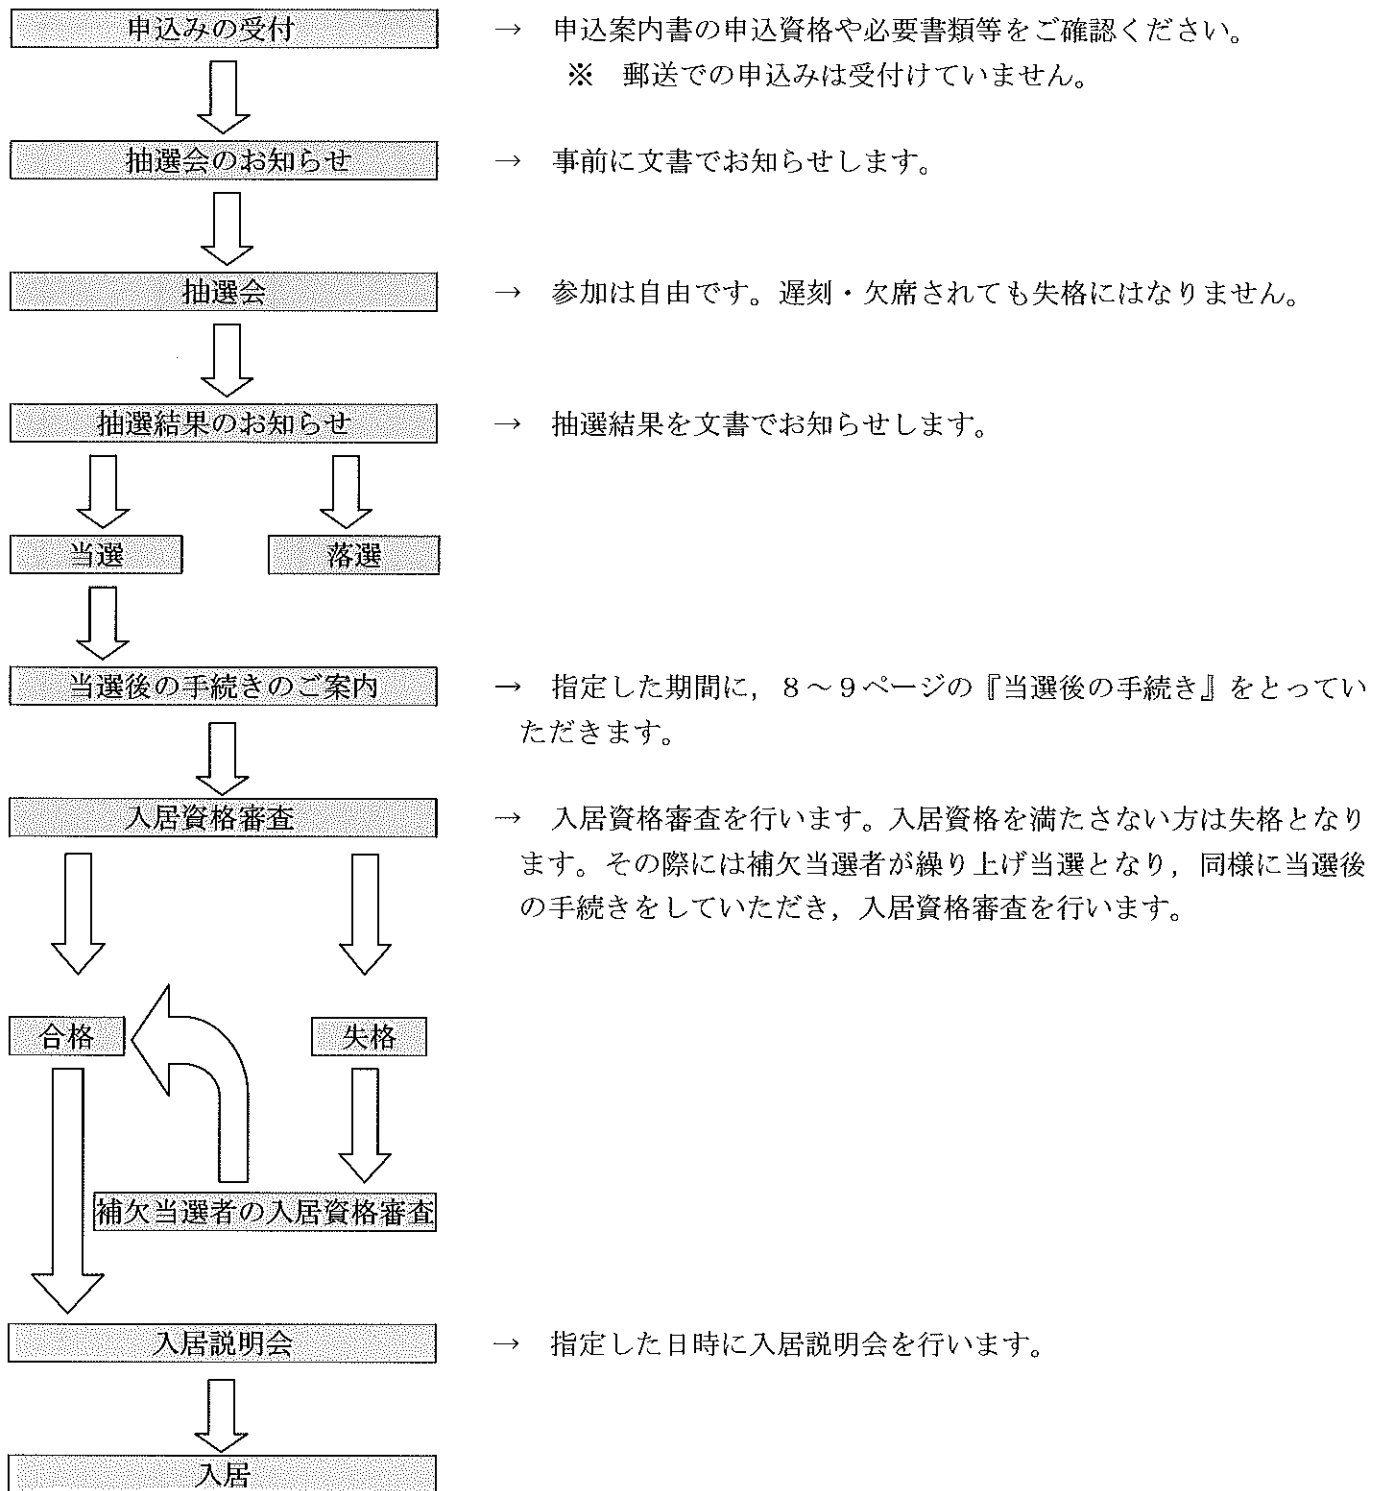 申込みの受付
→　申込案内書の申込資格や必要書類等をご確認ください。
※　郵送での申込みは受付けていません。
抽選会のお知らせ
→　事前に文書でお知らせします。
抽選会
→　参加は自由です。遅刻・欠席されても失格にはなりません。
抽選結果のお知らせ
→　抽選結果を文書でお知らせします。
当選
落選
当選後の手続きのご案内
→　指定した期間に，８～９ページの『当選後の手続き』をとってい
ただきます。
入居資格審査
→　入居資格審査を行います。入居資格を満たさない方は失格となり
ます。その際には補欠当選者が繰り上げ当選となり，同様に当選後
の手続きをしていただき，入居資格審査を行います。
合格
失格
補欠当選者の入居資格審査
入居説明会
→　指定した日時に入居説明会を行います。
入居